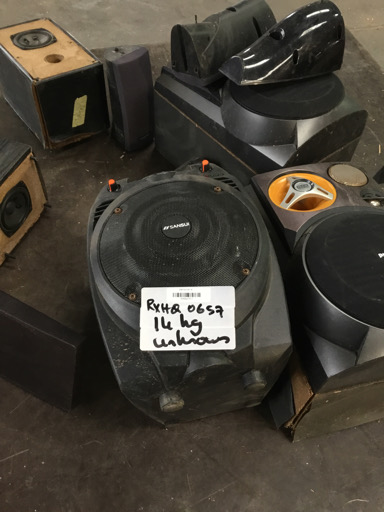 SANSUI
RXHQ 0657
14 kg
unknown